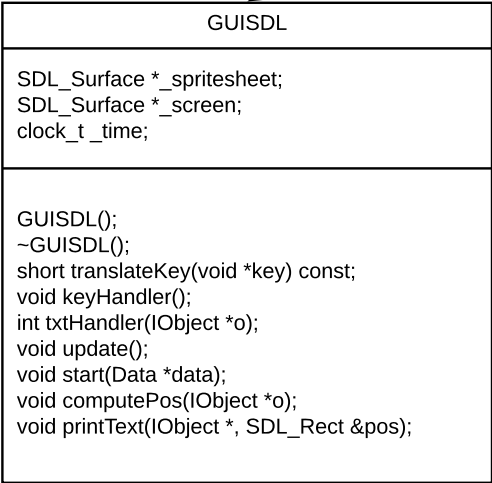 GUISDL
SDL_Surface *_spritesheet;
SDL_Surface *_screen;
clock_t _time;
GUISDL();
~GUISDL();
short translateKey(void *key) const;
void keyHandler();
int txtHandler(IObject *o);
void update();
void start(Data *data);
void computePos(IObject *o);
void printText(IObject *, SDL_Rect &pos);